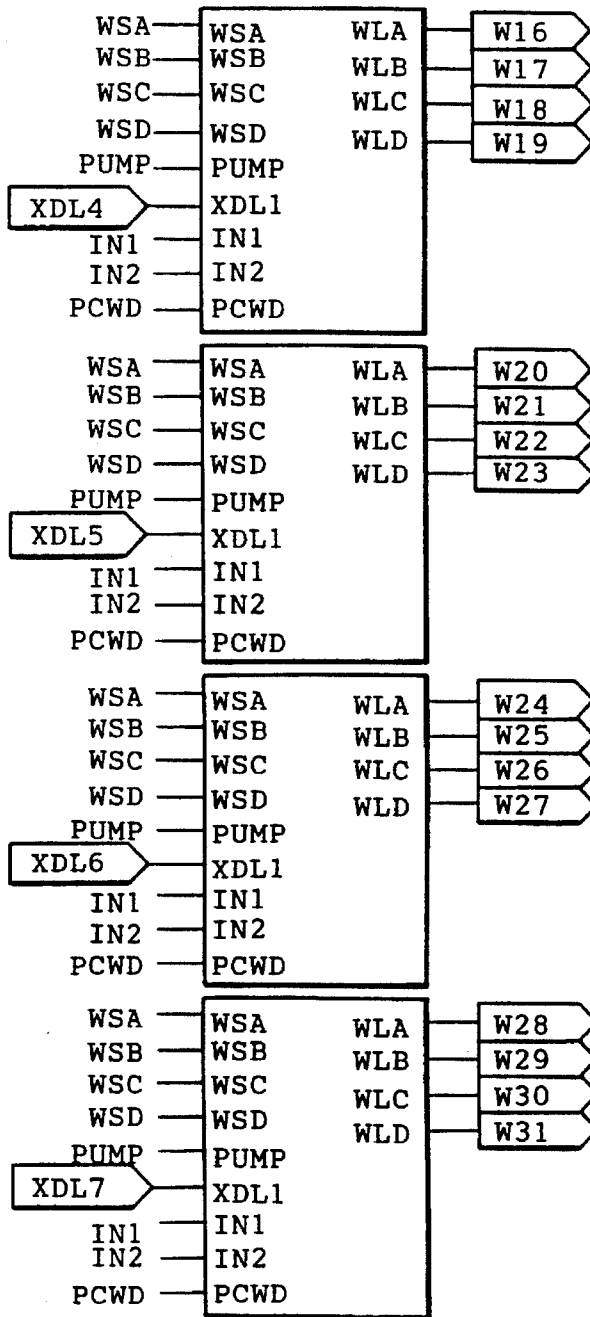 WSA WSA WLA W16
WSB WSB WLB W17
WSC WSC WLC W18
WSD WSD WLD W19
PUMP PUMP
XDL4 XDL1
IN1 IN1
IN2 IN2
PCWD PCWD
WSA WSA WLA W20
WSB WSB WLB W21
WSC WSC WLC W22
WSD WSD WLD W23
PUMP PUMP
XDL5 XDL1
IN1 IN1
IN2 IN2
PCWD PCWD
WSA WSA WLA W24
WSB WSB WLB W25
WSC WSC WLC W26
WSD WSD WLD W27
PUMP PUMP
XDL6 XDL1
IN1 IN1
IN2 IN2
PCWD PCWD
WSA WSA WLA W28
WSB WSB WLB W29
WSC WSC WLC W30
WSD WSD WLD W31
PUMP PUMP
XDL7 XDL1
IN1 IN1
IN2 IN2
PCWD PCWD